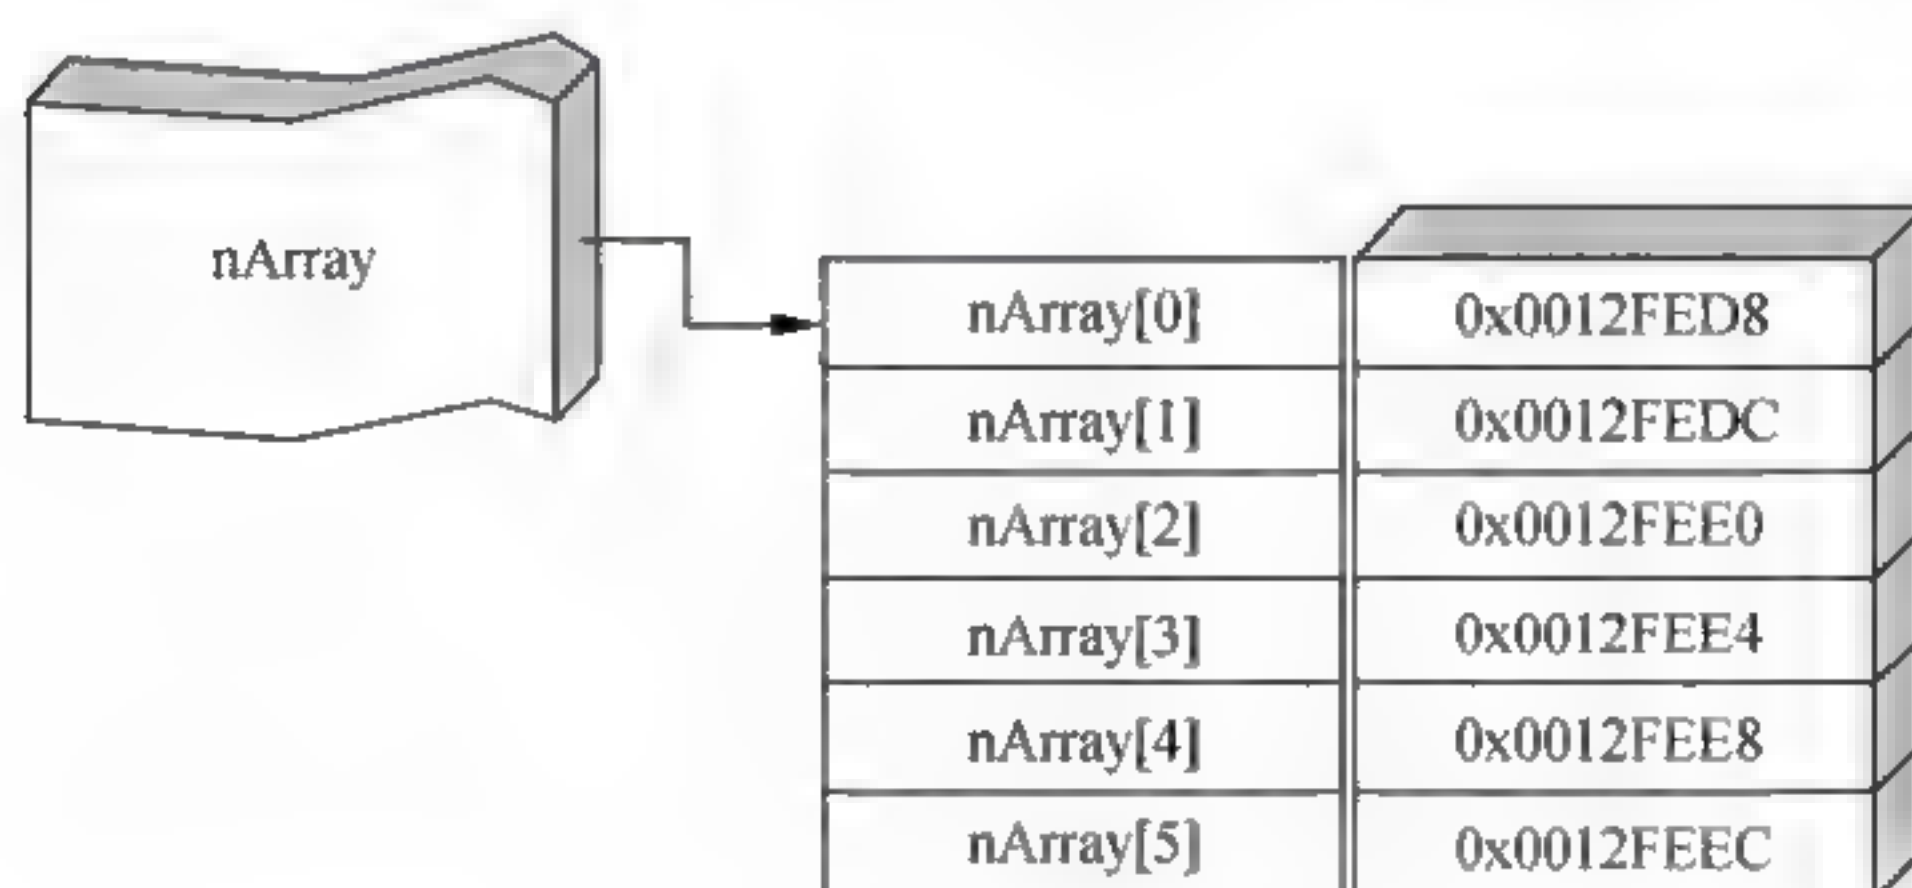 nArray
nArray[0] 0x0012FED8
nArray[1] 0x0012FEDC
nArray[2] 0x0012FEE0
nArray[3] 0x0012FEE4
nArray[4] 0x0012FEE8
nArray[5] 0x0012FEEC